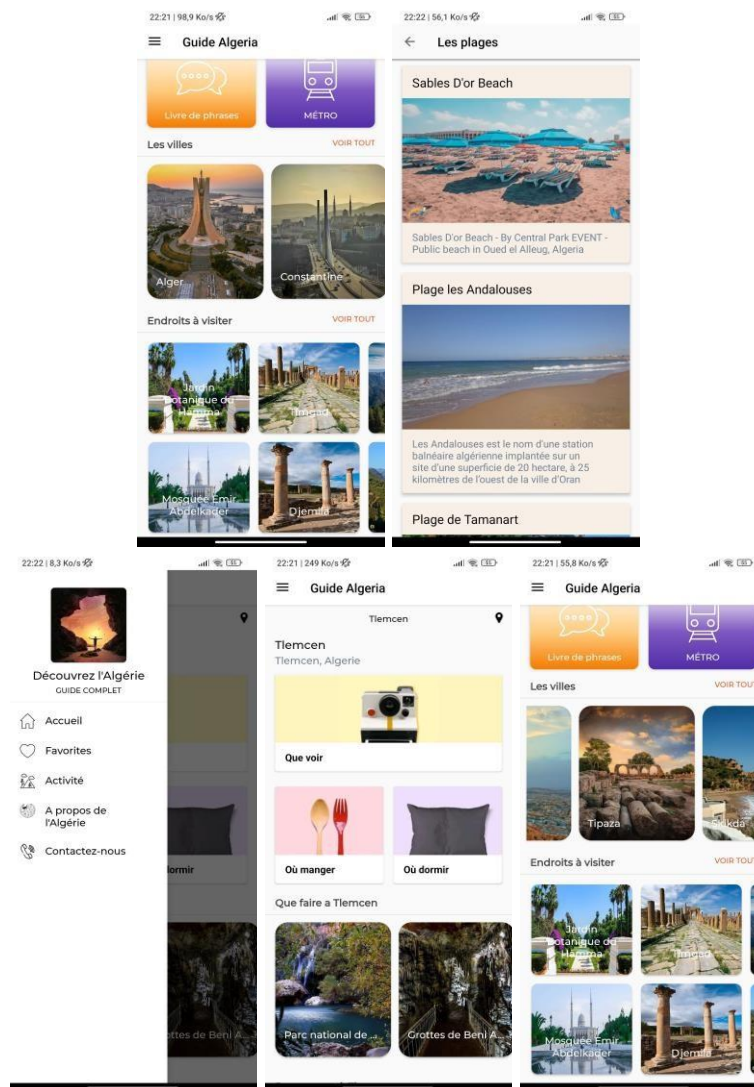 22:21 | 98,9 Ko/s
Guide Algeria
Livre de phrases
MÉTRO
Les villes
VOIR TOUT
Alger
Constantine
Endroits à visiter
VOIR TOUT
Jardin
Botanique du
Hamma
Timgad
Mosquée Emir
Abdelkader
Djemila
22:22 | 56,1 Ko/s
Les plages
Sables D'or Beach
Sables D'or Beach - By Central Park EVENT -
Public beach in Oued el Alleug, Algeria
Plage les Andalouses
Les Andalouses est le nom d'une station
balnéaire algérienne implantée sur un
site d'une superficie de 20 hectare, à 25
kilomètres de l'ouest de la ville d'Oran
Plage de Tamanart
22:22 | 8,3 Ko/s
Découvrez l'Algérie
GUIDE COMPLET
Accueil
Favorites
Activité
A propos de
l'Algérie
Contactez-nous
dormir
ottes de Beni A...
22:21 | 249 Ko/s
Guide Algeria
Tlemcen
Tlemcen
Tlemcen, Algerie
Que voir
Où manger
Où dormir
Que faire a Tlemcen
Parc national de ...
Grottes de Beni A...
22:21 | 55,8 Ko/s
Guide Algeria
Livre de phrases
MÉTRO
Les villes
VOIR TOUT
Tipaza
Skikda
Endroits à visiter
VOIR TOUT
Jardin
Botanique du
Hamma
Timgad
Mosquée Emir
Abdelkader
Djemila